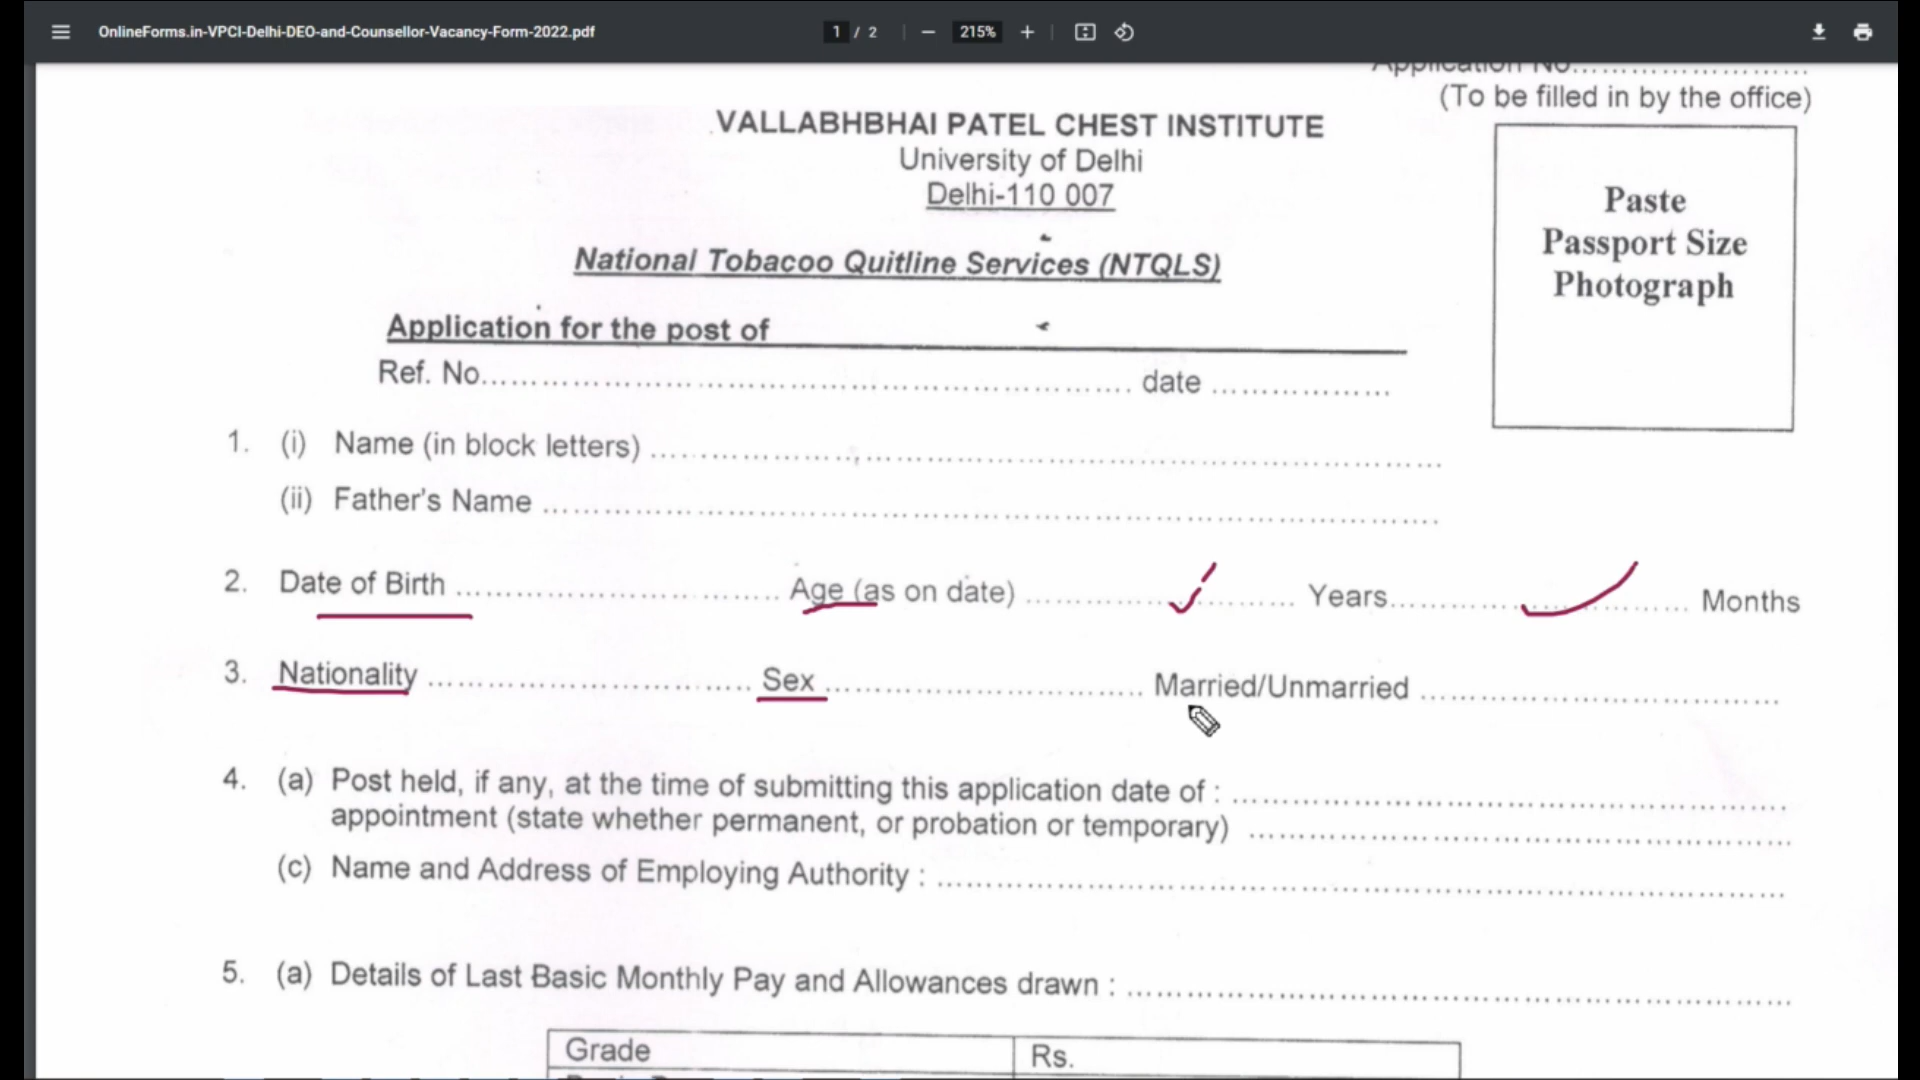 OnlineForms.in-VPCI-Delhi-DEO-and-Counsellor-Vacancy-Form-2022.pdf 1 / 2 215%
Application No.................................
(To be filled in by the office)
VALLABHBHAI PATEL CHEST INSTITUTE
University of Delhi
Delhi-110 007
Paste
Passport Size
Photograph
National Tobacoo Quitline Services (NTQLS)
Application for the post of
Ref. No.................................................................. date ..................
1. (i) Name (in block letters) ................................................................................
(ii) Father's Name ..........................................................................................
2. Date of Birth ................................. Age (as on date) ........................... Years............................... Months
3. Nationality ................................. Sex ................................ Married/Unmarried ....................................
4. (a) Post held, if any, at the time of submitting this application date of : ........................................................
appointment (state whether permanent, or probation or temporary) ......................................................
(c) Name and Address of Employing Authority : .....................................................................................
5. (a) Details of Last Basic Monthly Pay and Allowances drawn : ..................................................................
Grade Rs.